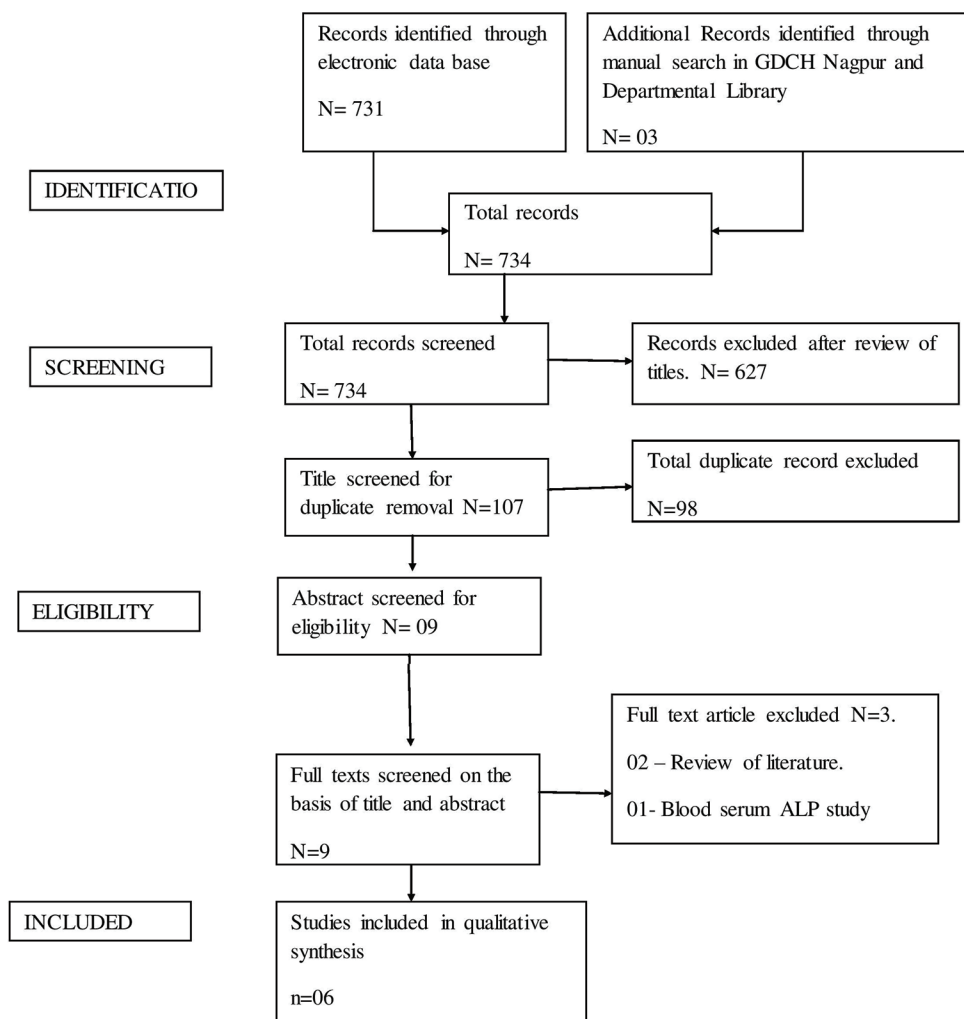 Records identified through
electronic data base
N= 731
Additional Records identified through
manual search in GDCH Nagpur and
Departmental Library
N= 03
IDENTIFICATIO
Total records
N= 734
SCREENING
Total records screened
N= 734
Records excluded after review of
titles. N= 627
Title screened for
duplicate removal N=107
Total duplicate record excluded
N=98
ELIGIBILITY
Abstract screened for
eligibility N= 09
Full texts screened on the
basis of title and abstract
N=9
Full text article excluded N=3.
02 – Review of literature.
01- Blood serum ALP study
INCLUDED
Studies included in qualitative
synthesis
n=06